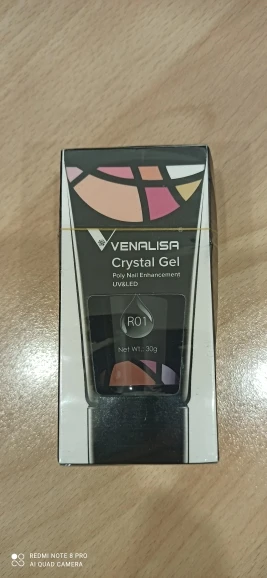 VENALISA
Crystal Gel
Poly Nail Enhancement
UV&LED
R01
Net Wt.: 30g
REDMI NOTE 8 PRO
AI QUAD CAMERA